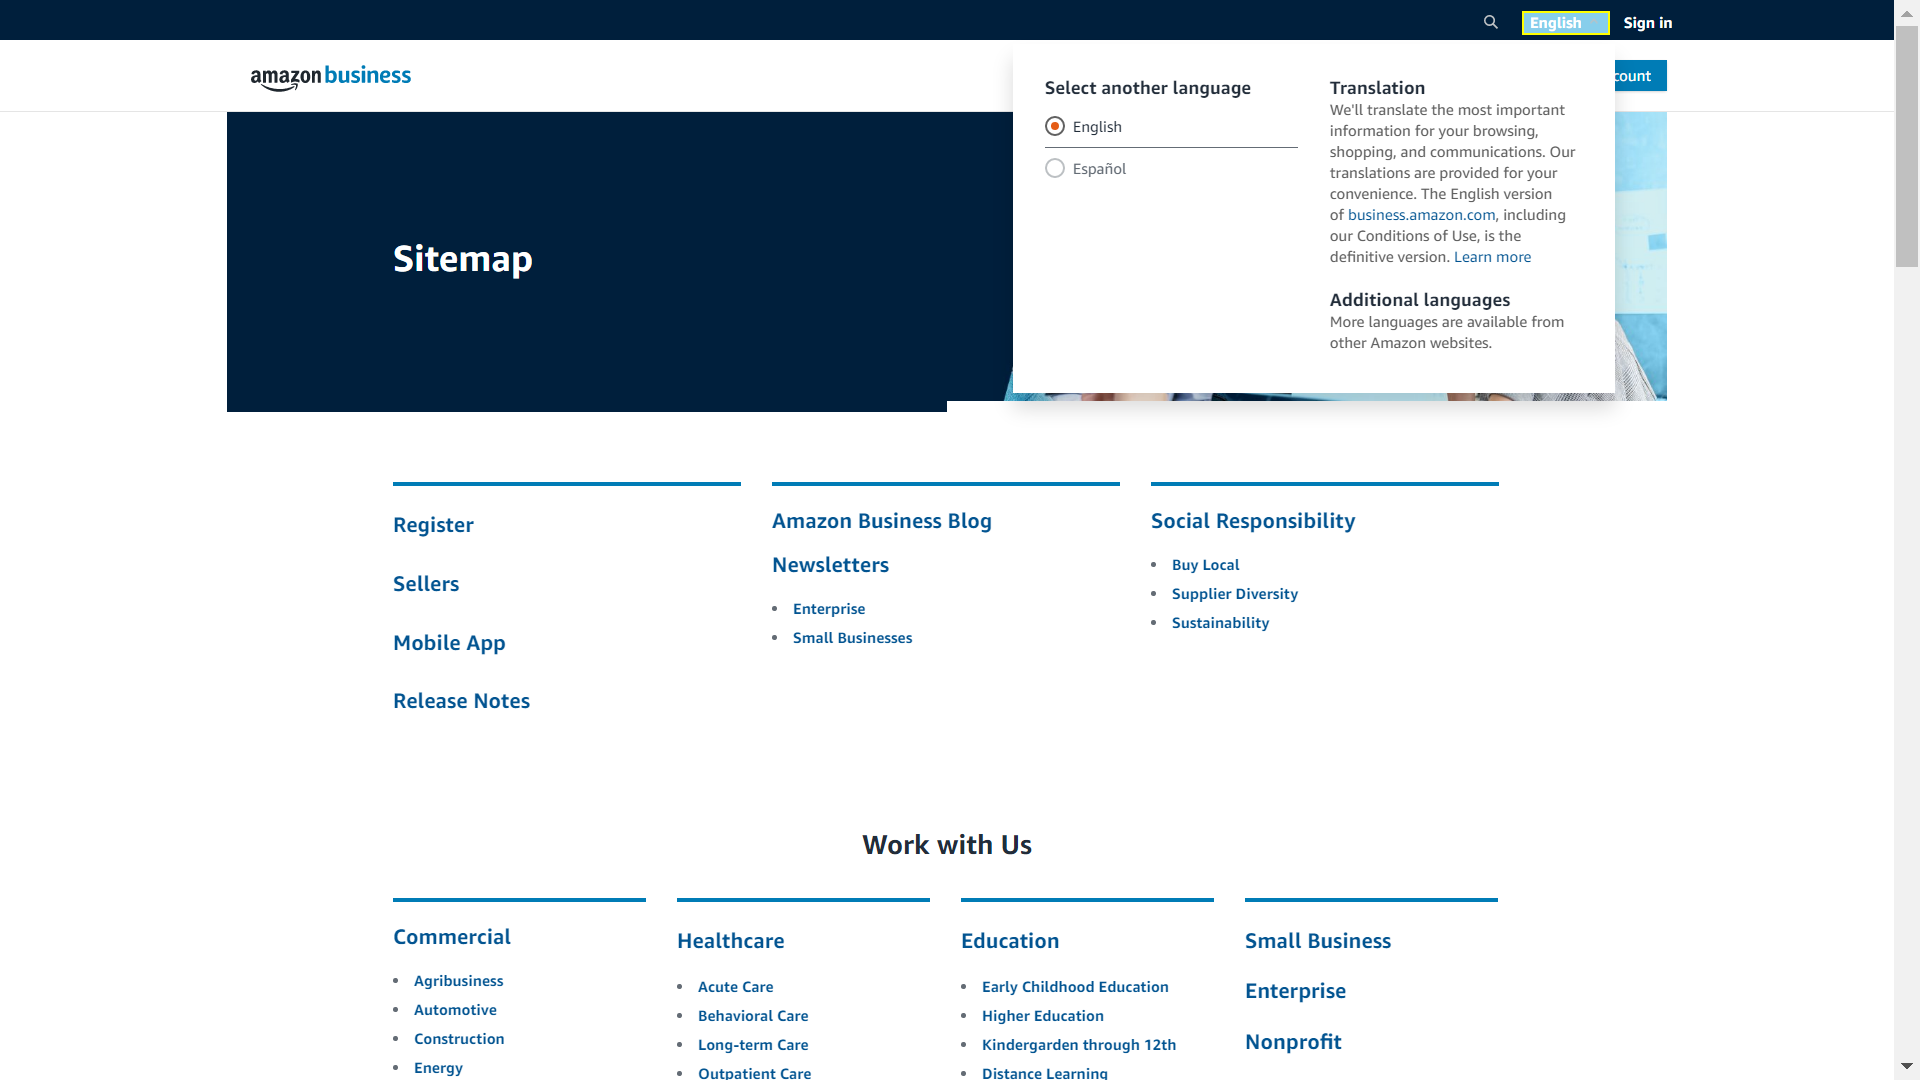 English
Sign in
amazon business
count
Select another language
English
Español
Translation
We'll translate the most important
information for your browsing,
shopping, and communications. Our
translations are provided for your
convenience. The English version
of business.amazon.com, including
our Conditions of Use, is the
definitive version. Learn more
Additional languages
More languages are available from
other Amazon websites.
Sitemap
Register
Sellers
Mobile App
Release Notes
Amazon Business Blog
Newsletters
Enterprise
Small Businesses
Social Responsibility
Buy Local
Supplier Diversity
Sustainability
Work with Us
Commercial
Agribusiness
Automotive
Construction
Energy
Healthcare
Acute Care
Behavioral Care
Long-term Care
Outpatient Care
Education
Early Childhood Education
Higher Education
Kindergarden through 12th
Distance Learning
Small Business
Enterprise
Nonprofit